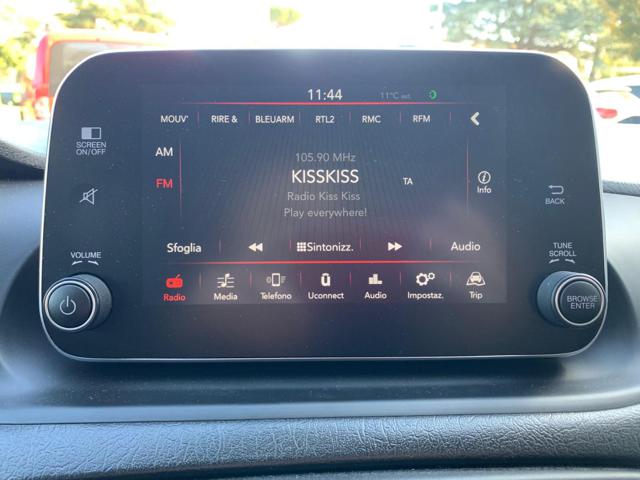 11:44 11°C est.
MOUV' RIRE & BLEUARM RTL2 RMC RFM
SCREEN
ON/OFF
AM
105.90 MHz
KISSKISS
FM
TA
Info
Radio Kiss Kiss
BACK
Play everywhere!
VOLUME
TUNE
SCROLL
Sfoglia Sintonizz. Audio
Radio Media Telefono Uconnect Audio Impostaz. Trip
BROWSE
ENTER